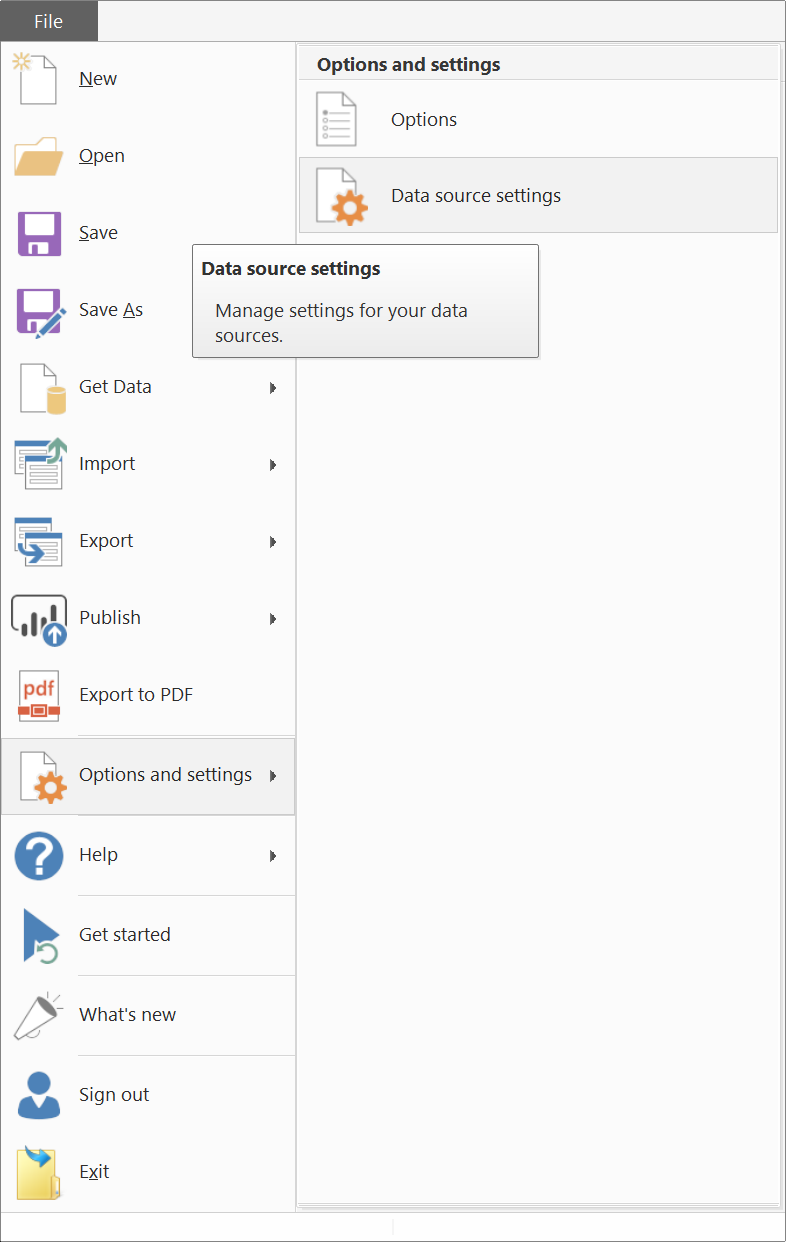 File
New
Open
Save
Save As
Get Data
Import
Export
Publish
pdf
Export to PDF
Options and settings
Help
Get started
What's new
Sign out
Exit
Options and settings
Options
Data source settings
Data source settings
Manage settings for your data
sources.